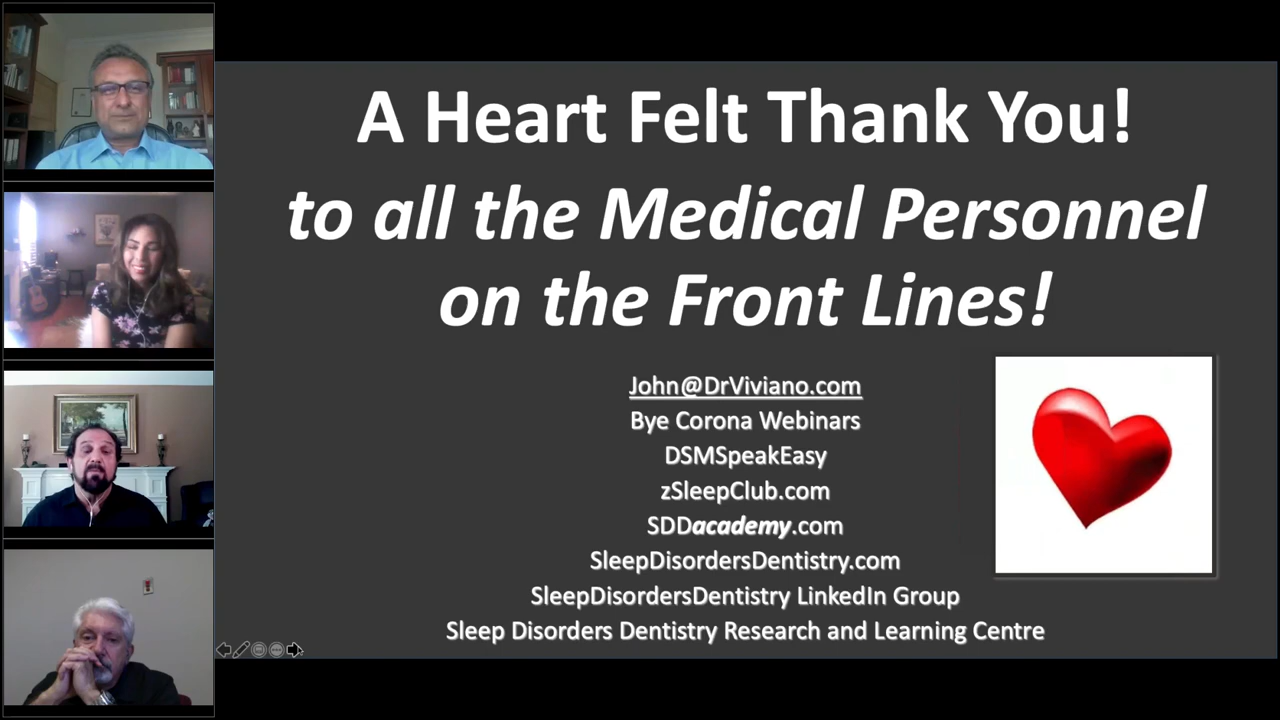 A Heart Felt Thank You!
to all the Medical Personnel
on the Front Lines!
John@DrViviano.com
Bye Corona Webinars
DSMSpeakEasy
zSleepClub.com
SDDacademy.com
SleepDisordersDentistry.com
SleepDisordersDentistry LinkedIn Group
Sleep Disorders Dentistry Research and Learning Centre